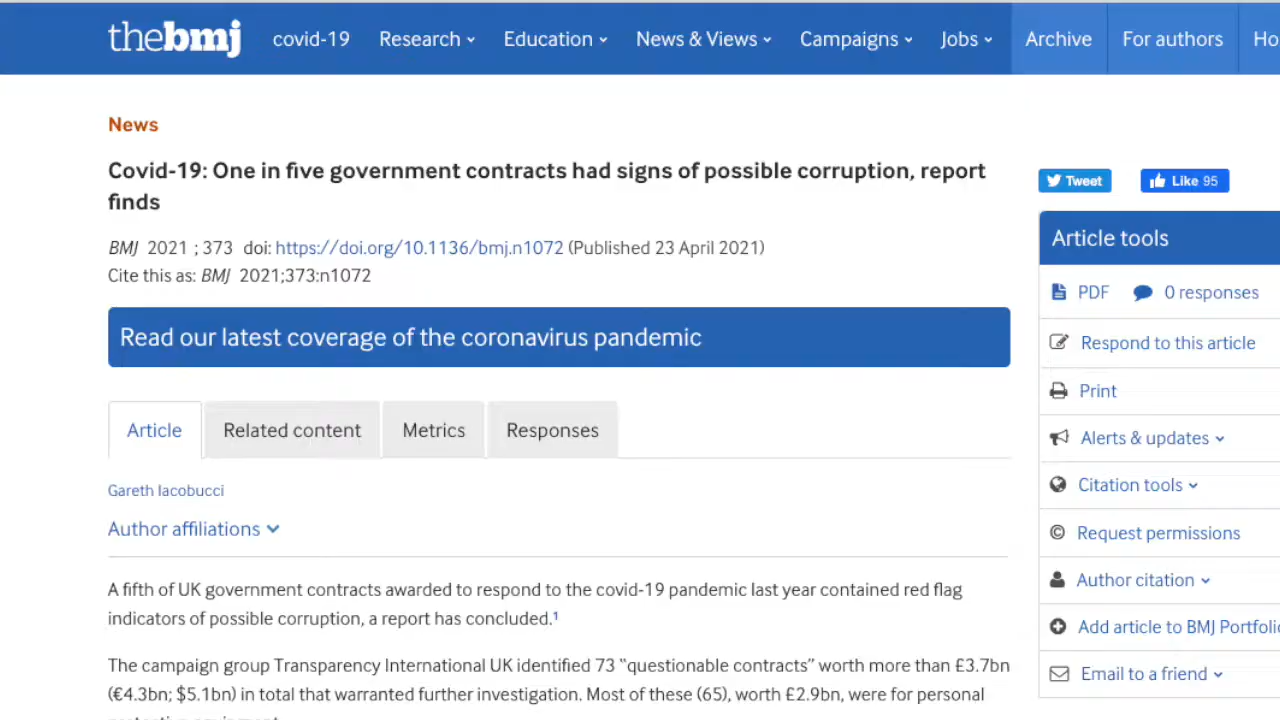 thebmj covid-19 Research News & Views Education Campaigns Jobs Archive For authors
News
Covid-19: One in five government contracts had signs of possible corruption, report
finds
BMJ 2021 ; 373 doi: https://doi.org/10.1136/bmj.n1072 (Published 23 April 2021)
Cite this as: BMJ 2021;373:n1072
Read our latest coverage of the coronavirus pandemic
Article Related content Metrics Responses
Gareth Iacobucci
Author affiliations
A fifth of UK government contracts awarded to respond to the covid-19 pandemic last year contained red flag
indicators of possible corruption, a report has concluded.¹
The campaign group Transparency International UK identified 73 "questionable contracts" worth more than £3.7bn
(€4.3bn; $5.1bn) in total that warranted further investigation. Most of these (65), worth £2.9bn, were for personal
Tweet Like 95
Article tools
PDF 0 responses
Respond to this article
Print
Alerts & updates
Citation tools
Request permissions
Author citation
Add article to BMJ Portfolio
Email to a friend